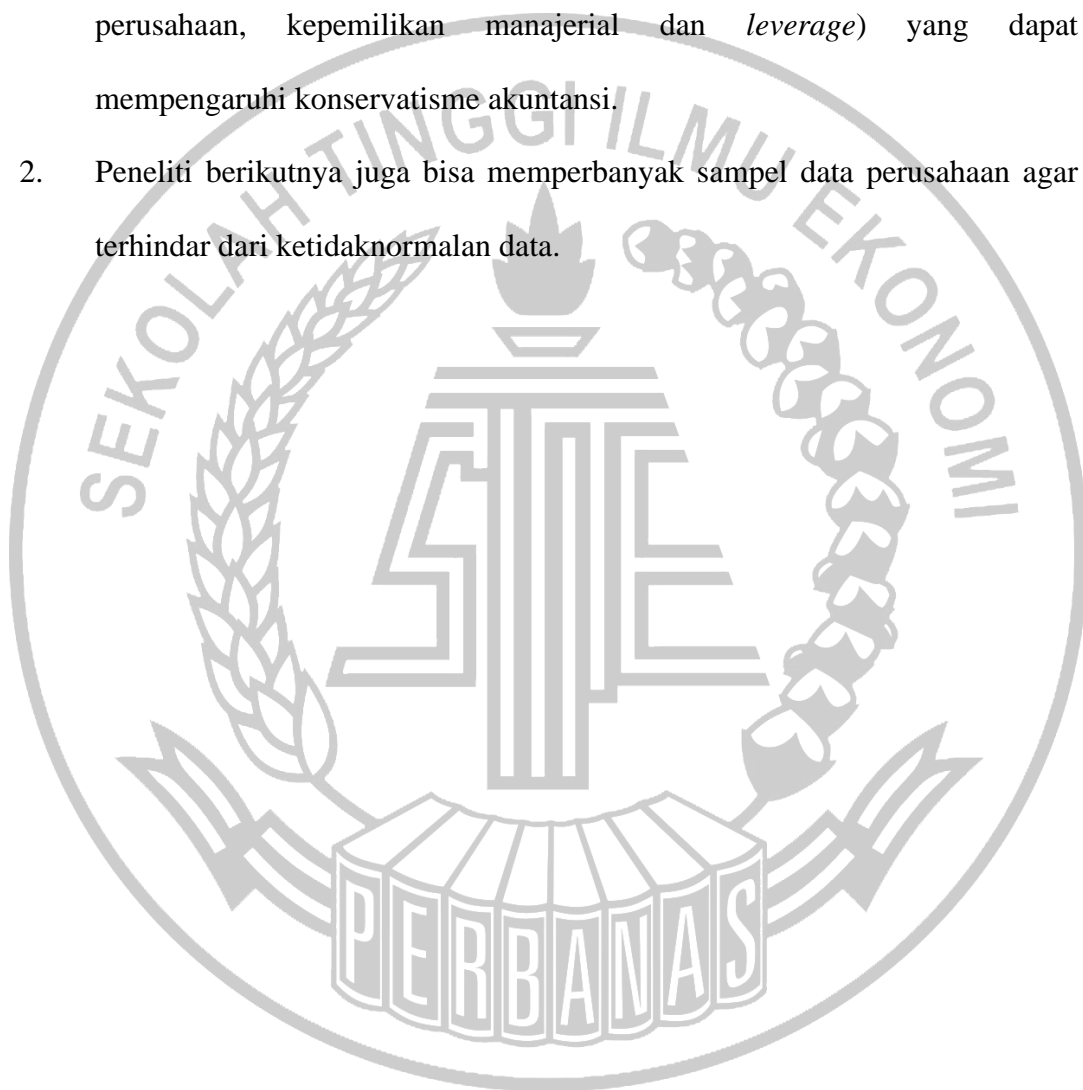 perusahaan, kepemilikan manajerial dan leverage) yang dapat
mempengaruhi konservatisme akuntansi.
2. Peneliti berikutnya juga bisa memperbanyak sampel data perusahaan agar
terhindar dari ketidaknormalan data.
SEKOLAH TINGGI ILMU EKONOMI
STIE
PERBANAS